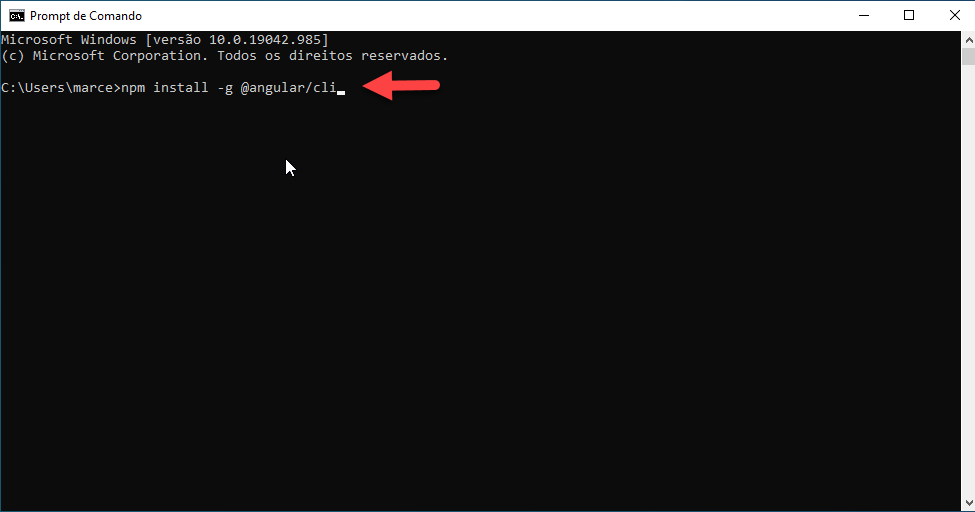 Prompt de Comando
Microsoft Windows [versão 10.0.19042.985]
(c) Microsoft Corporation. Todos os direitos reservados.
C:\Users\marce>npm install -g @angular/cli